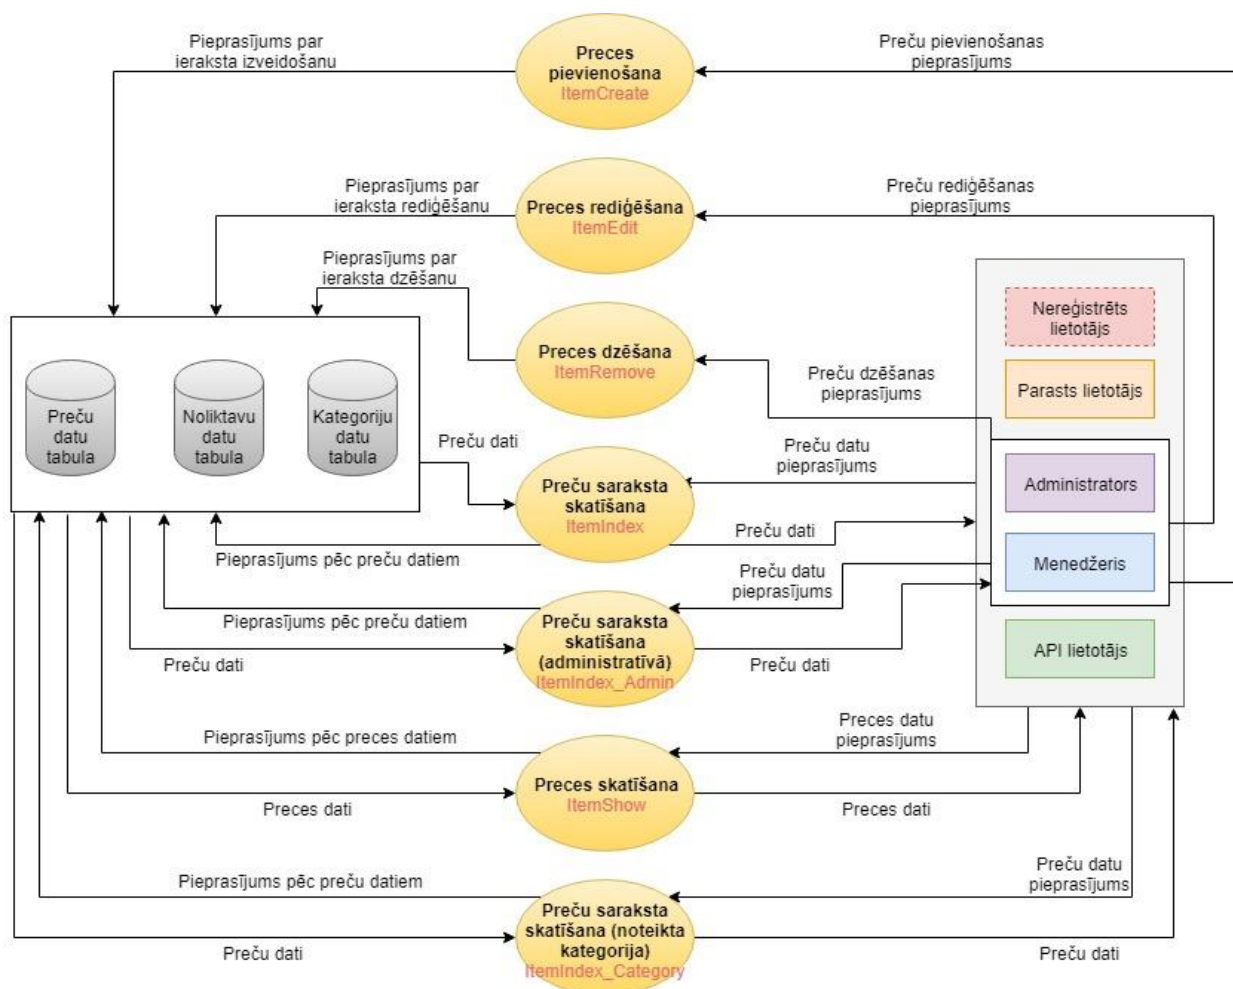 Pieprasījums par
ieraksta izveidošanu
Preces
pievienošana
ItemCreate
Preču pievienošanas
pieprasījums
Pieprasījums par
ieraksta rediģēšanu
Preces rediģēšana
ItemEdit
Preču rediģēšanas
pieprasījums
Pieprasījums par
ieraksta dzēšanu
Preces dzēšana
ItemRemove
Preču dzēšanas
pieprasījums
Nereģistrēts
lietotājs
Parasts lietotājs
Administrators
Menedžeris
API lietotājs
Preču
datu
tabula
Noliktavu
datu
tabula
Kategoriju
datu
tabula
Preču dati
Preču saraksta
skatīšana
ItemIndex
Preču datu
pieprasījums
Preču dati
Pieprasījums pēc preču datiem
Preču datu
pieprasījums
Pieprasījums pēc preču datiem
Preču saraksta
skatīšana
(administratīvā)
ItemIndex_Admin
Preču dati
Preču dati
Pieprasījums pēc preces datiem
Preces datu
pieprasījums
Preces skatīšana
ItemShow
Preces dati
Preces dati
Pieprasījums pēc preču datiem
Preču datu
pieprasījums
Preču saraksta
skatīšana (noteikta
kategorija)
ItemIndex_Category
Preču dati
Preču dati